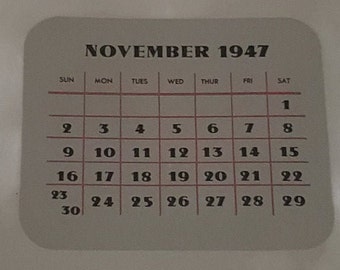 NOVEMBER 1947
SUN MON TUES WED THUR FRI SAT
1
2 3 4 5 6 7 8
9 10 11 12 13 14 15
16 17 18 19 20 21 22
23 30 24 25 26 27 28 29